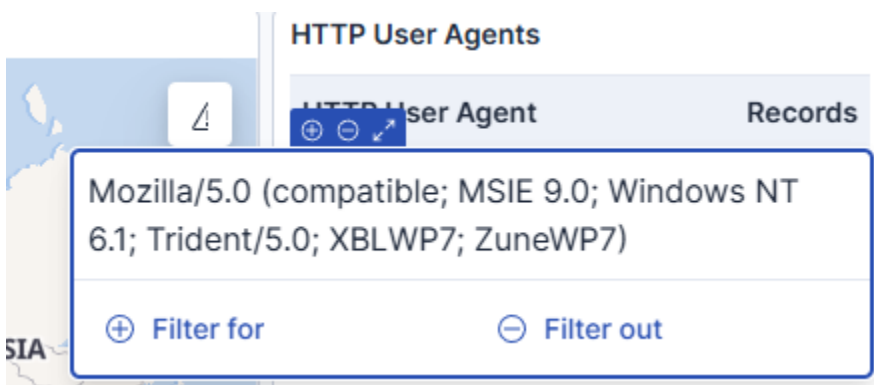 HTTP User Agents
HTTP User Agent Records
Mozilla/5.0 (compatible; MSIE 9.0; Windows NT
6.1; Trident/5.0; XBLWP7; ZuneWP7)
Filter for Filter out
SIA